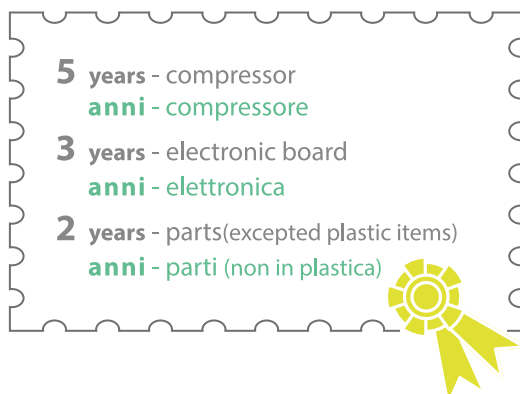 5 years - compressor
anni - compressore
3 years - electronic board
anni - elettronica
2 years - parts(excepted plastic items)
anni - parti (non in plastica)